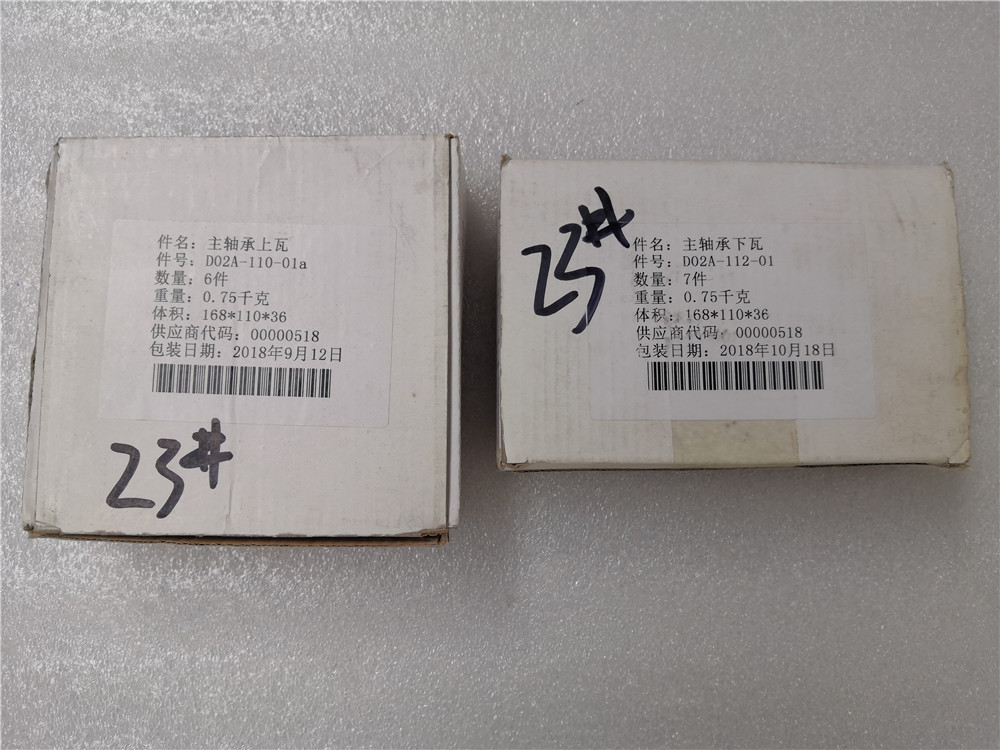 件名：主轴承上瓦
件号：D02A-110-01a
数量：6件
重量：0.75千克
体积：168*110*36
供应商代码：00000518
包装日期：2018年9月12日
23#
23#
件名：主轴承下瓦
件号：D02A-112-01
数量：7件
重量：0.75千克
体积：168*110*36
供应商代码：00000518
包装日期：2018年10月18日